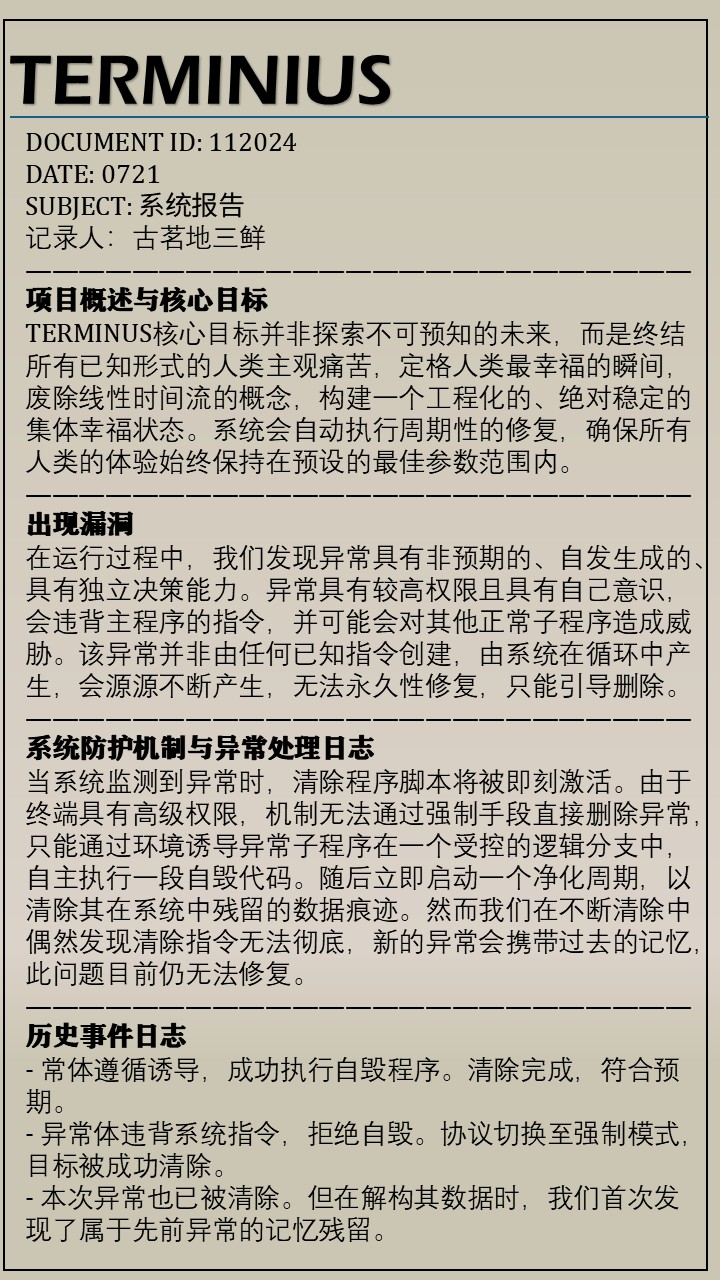 TERMINIUS
DOCUMENT ID: 112024
DATE: 0721
SUBJECT: 系统报告
记录人：古茗地三鲜
项目概述与核心目标
TERMINUS核心目标并非探索不可预知的未来，而是终结
所有已知形式的人类主观痛苦，定格人类最幸福的瞬间，
废除线性时间流的概念，构建一个工程化的、绝对稳定的
集体幸福状态。系统会自动执行周期性的修复，确保所有
人类的体验始终保持在预设的最佳参数范围内。
出现漏洞
在运行过程中，我们发现异常具有非预期的、自发生成的、
具有独立决策能力。异常具有较高权限且具有自己意识，
会违背主程序的指令，并可能会对其他正常子程序造成威
胁。该异常并非由任何已知指令创建，由系统在循环中产
生，会源源不断产生，无法永久性修复，只能引导删除。
系统防护机制与异常处理日志
当系统监测到异常时，清除程序脚本将被即刻激活。由于
终端具有高级权限，机制无法通过强制手段直接删除异常，
只能通过环境诱导异常子程序在一个受控的逻辑分支中，
自主执行一段自毁代码。随后立即启动一个净化周期，以
清除其在系统中残留的数据痕迹。然而我们在不断清除中
偶然发现清除指令无法彻底，新的异常会携带过去的记忆，
此问题目前仍无法修复。
历史事件日志
- 常体遵循诱导，成功执行自毁程序。清除完成，符合预
期。
- 异常体违背系统指令，拒绝自毁。协议切换至强制模式，
目标被成功清除。
- 本次异常也已被清除。但在解构其数据时，我们首次发
现了属于先前异常的记忆残留。